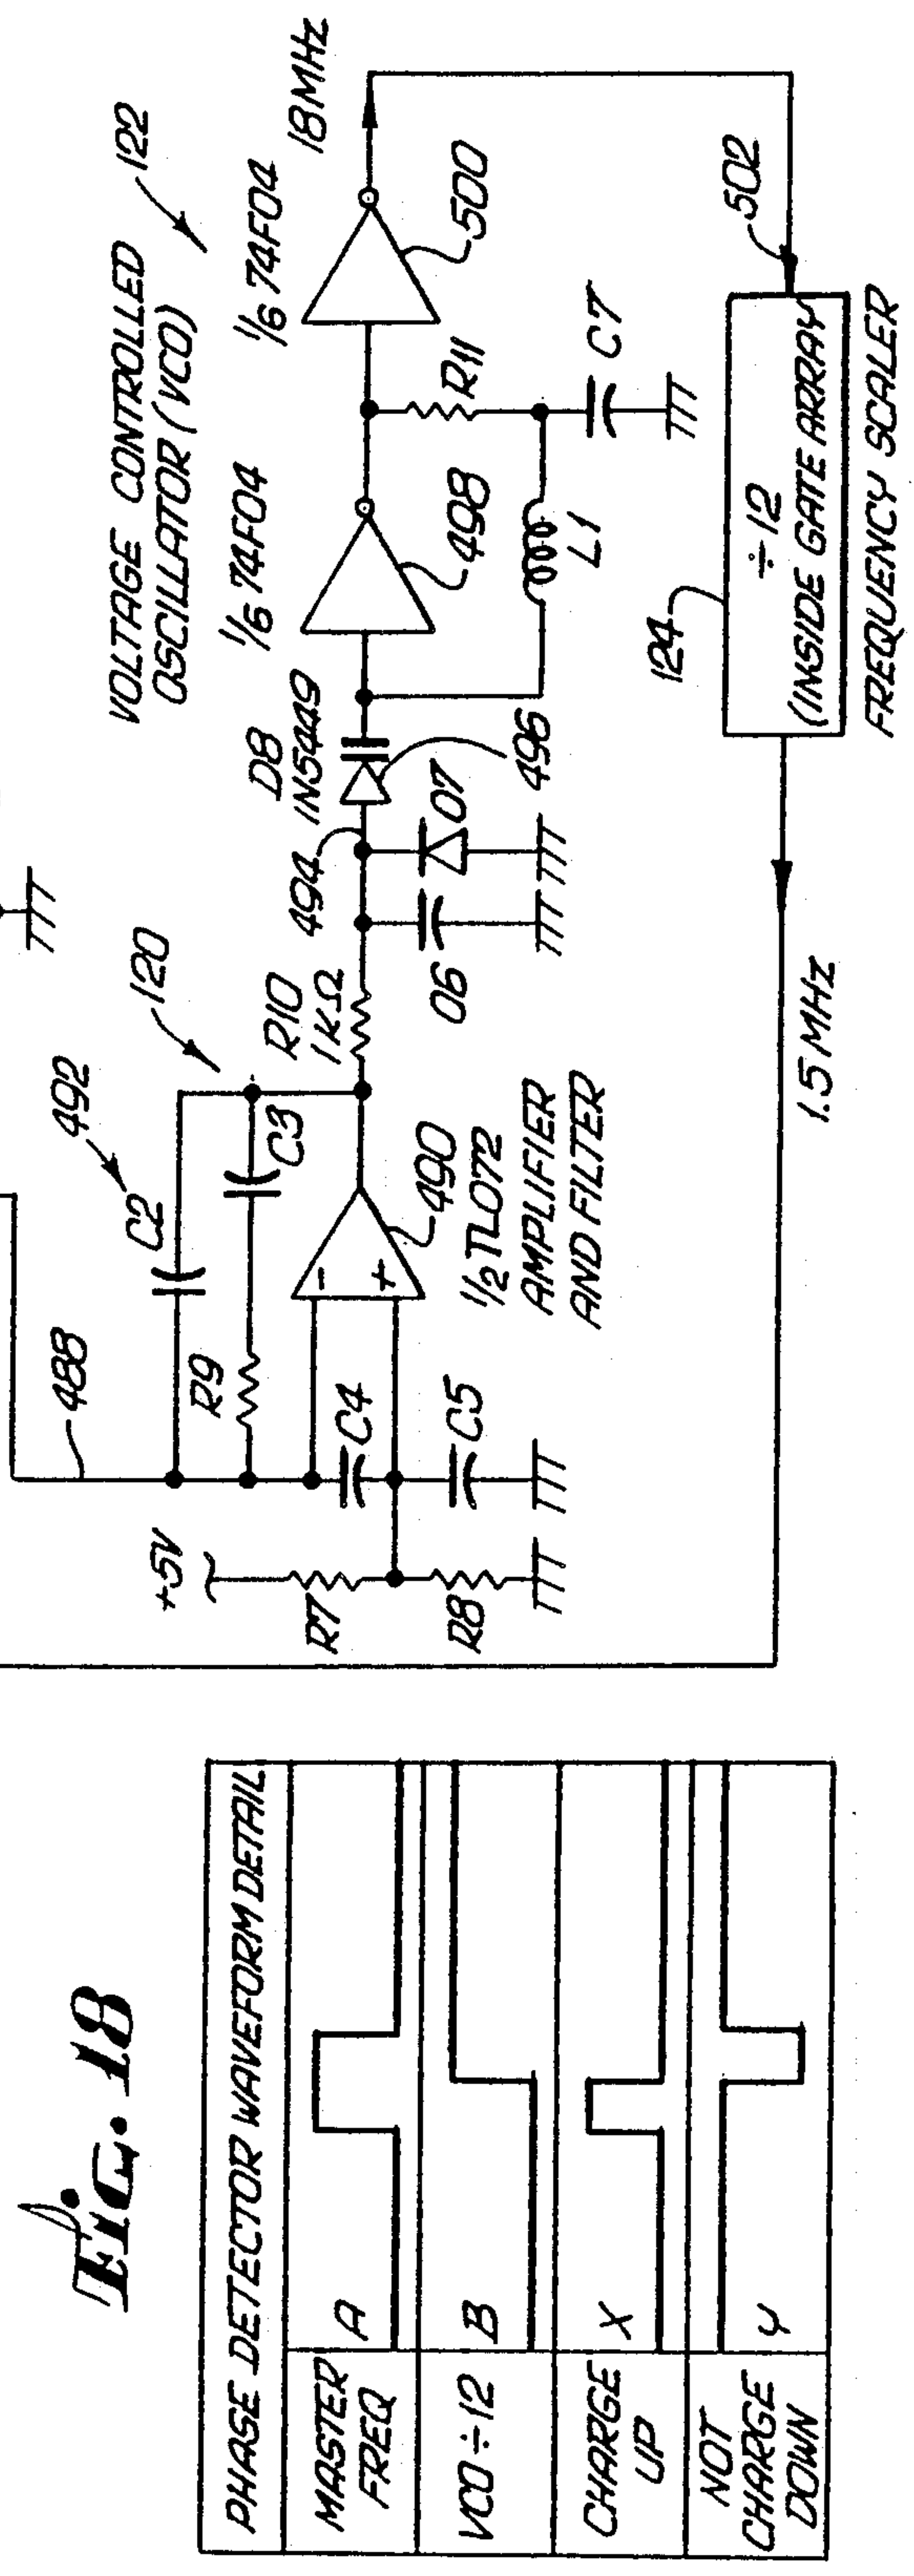 Fig. 18
PHASE DETECTOR WAVEFORM DETAIL
MASTER
FREQ
A
VCO ÷ 12
B
CHARGE
UP
X
NOT
CHARGE
DOWN
Y
488
+5V
R7
R8
C2
492
R9
C3
C4
C5
120
490
1/2 TL072
AMPLIFIER
AND FILTER
R10
1KΩ
494
06
07
D8
1N5449
496
VOLTAGE CONTROLLED
OSCILLATOR (VCO)
122
1/6 74F04
498
L1
R11
C7
1/6 74F04
500
18MHz
502
124
÷12
(INSIDE GATE ARRAY
FREQUENCY SCALER
1.5 MHz